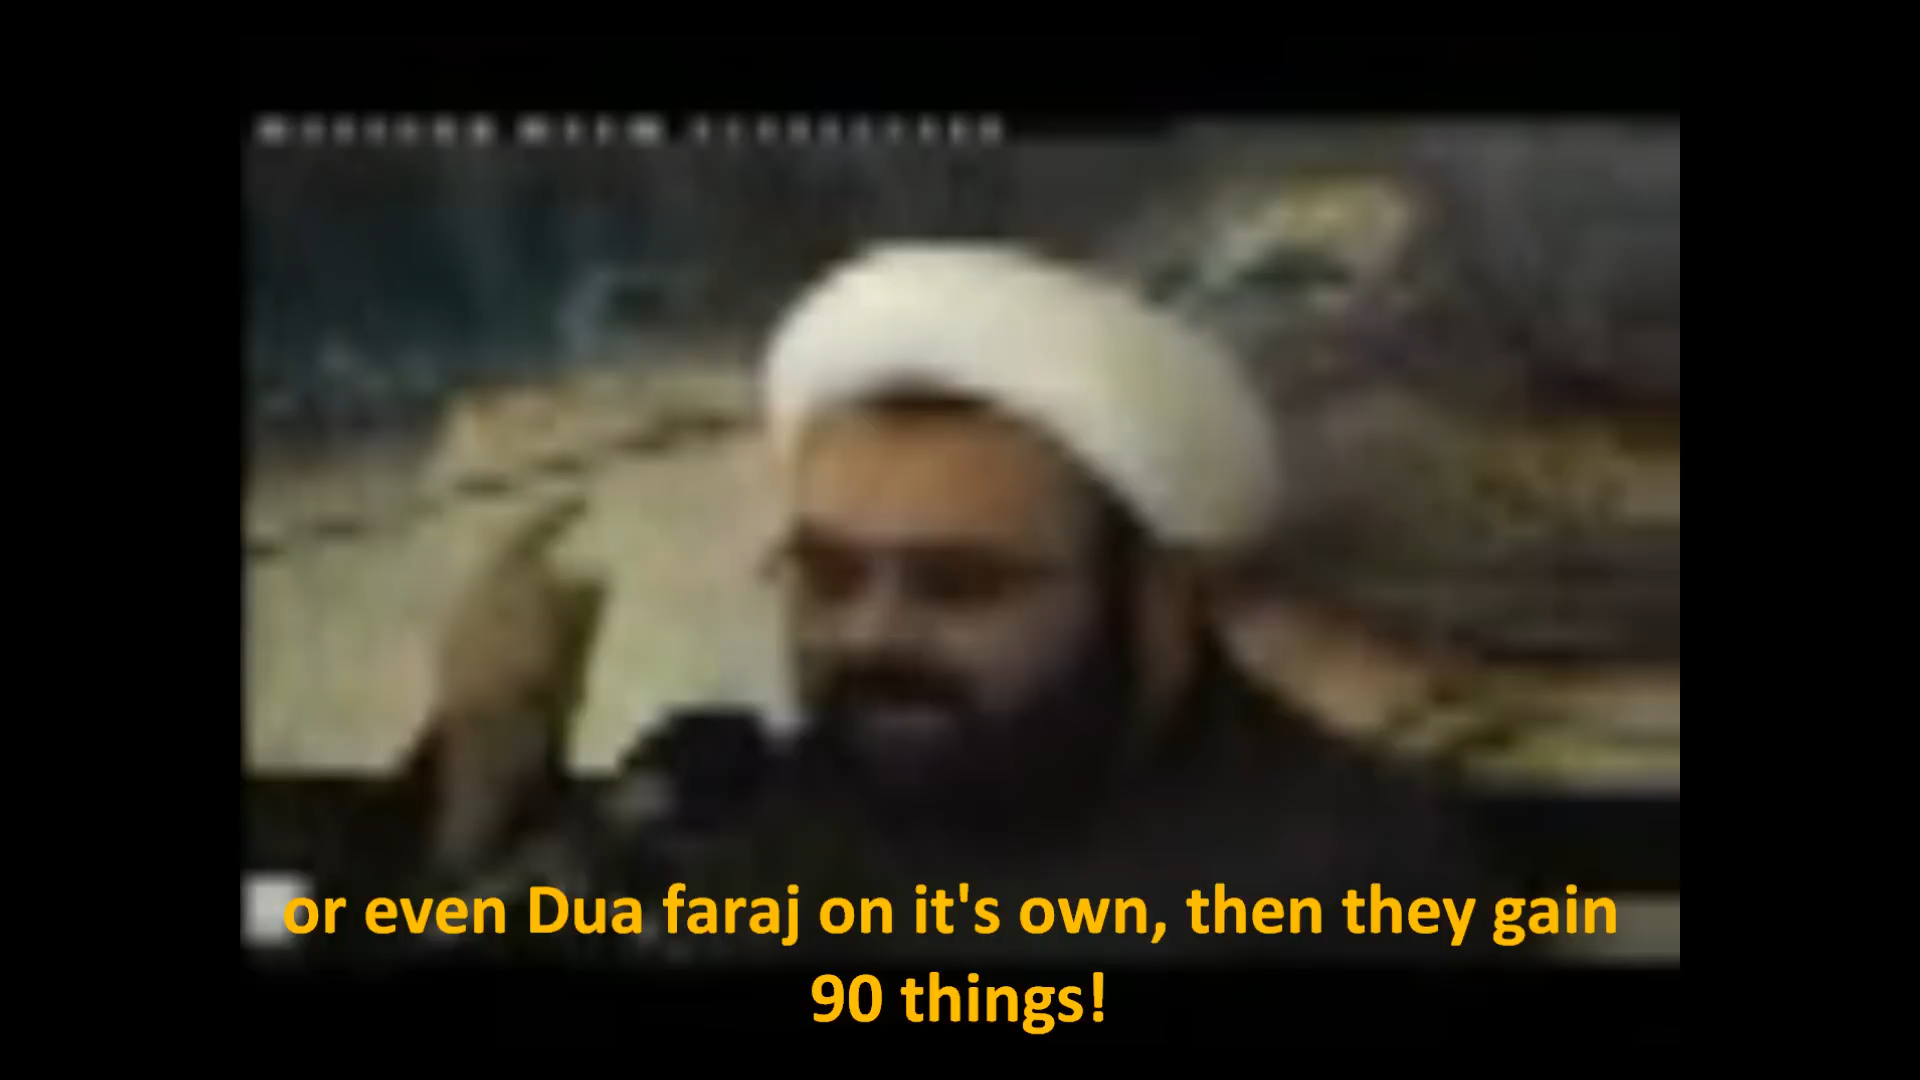 or even Dua faraj on it's own, then they gain
90 things!